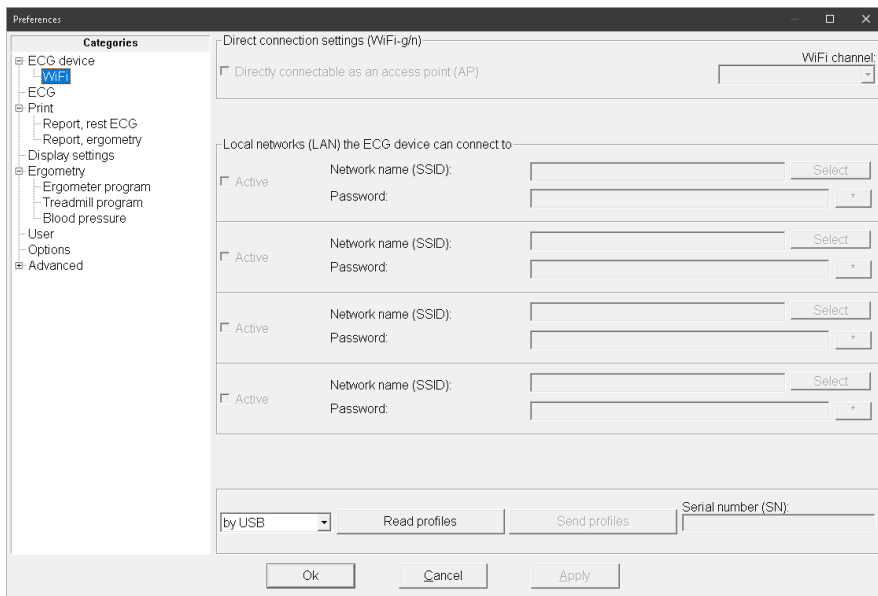 Preferences
Categories
ECG device
WiFi
ECG
Print
Report, rest ECG
Report, ergometry
Display settings
Ergometry
Ergometer program
Treadmill program
Blood pressure
User
Options
Advanced
Direct connection settings (WiFi-g/n)
Directly connectable as an access point (AP)
WiFi channel:
Local networks (LAN) the ECG device can connect to
Active
Network name (SSID):
Select
Password:
*
Active
Network name (SSID):
Select
Password:
*
Active
Network name (SSID):
Select
Password:
*
Active
Network name (SSID):
Select
Password:
*
by USB
Read profiles
Send profiles
Serial number (SN):
Ok
Cancel
Apply